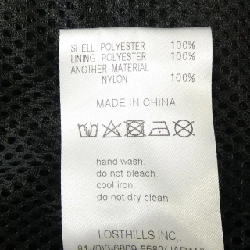 SHELL POLYESTER 100%
LINING POLYESTER 100%
ANOTHER MATERIAL
NYLON 100%
MADE IN CHINA
hand wash.
do not bleach.
cool iron.
do not dry clean
LOSTHILLS INC.